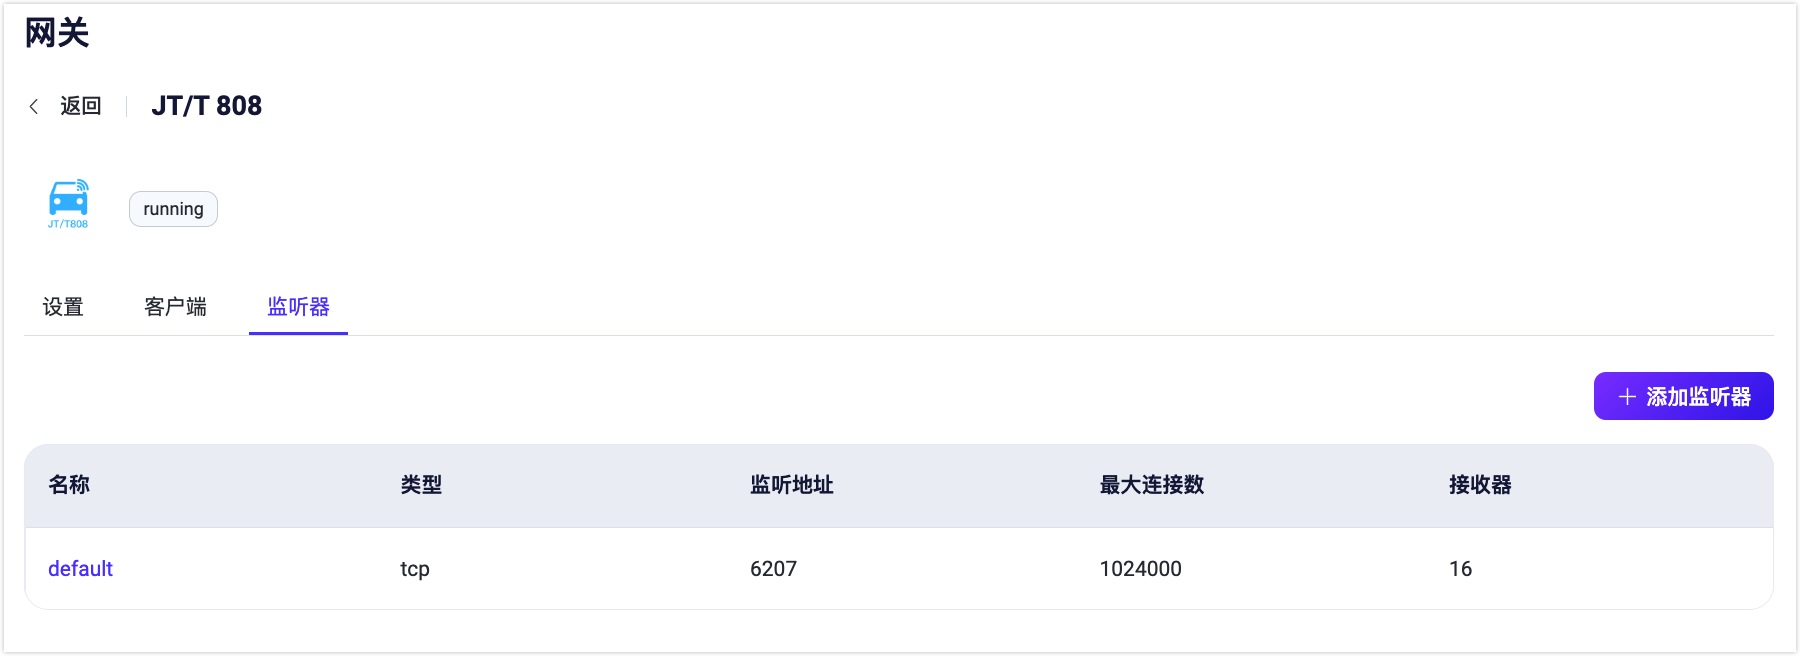 网关
返回 JT/T 808
JT/T808
running
设置 客户端 监听器
添加监听器
名称 类型 监听地址 最大连接数 接收器
default tcp 6207 1024000 16